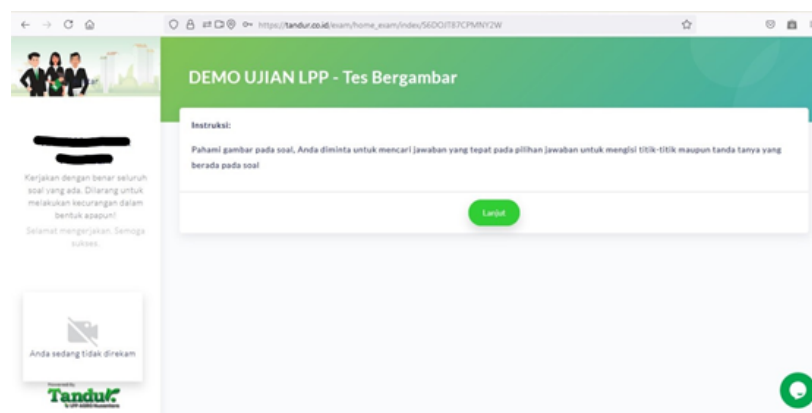 https://tandur.co.id/exam/home_exam/index/S6DOJT87CPMNY2W
DEMO UJIAN LPP - Tes Bergambar
Instruksi:
Pahami gambar pada soal, Anda diminta untuk mencari jawaban yang tepat pada pilihan jawaban untuk mengisi titik-titik maupun tanda tanya yang
berada pada soal
Lanjut
Kerjakan dengan benar seluruh
soal yang ada. Dilarang untuk
melakukan kecurangan dalam
bentuk apapun!
Selamat mengerjakan. Semoga
sukses.
Anda sedang tidak direkam
Powered By
Tandur